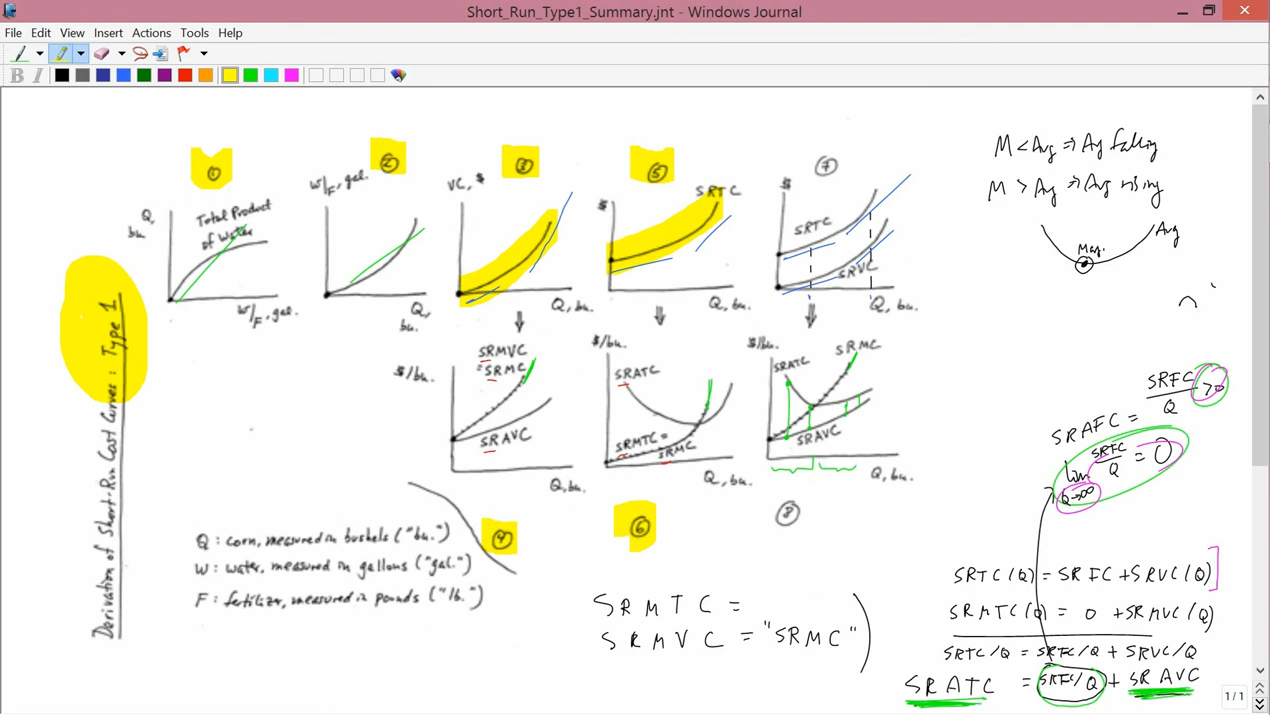 Short_Run_Type1_Summary.jnt - Windows Journal
File Edit View Insert Actions Tools Help
B I
Derivation of Short-Run Cost Curves: Type 1
①
Q, bu
Total Product of Water
W/F, gal.
②
W/F, gal.
Q, bu.
③
VC, $
Q, bu.
⑤
$
SRTC
Q, bu.
⑦
$
SRTC
SRVC
Q, bu.
$/bu.
SRMVC
=SRMC
SRAVC
Q, bu.
④
$/bu.
SRATC
SRMTC=
SRMC
Q, bu.
⑥
$/bu.
SRATC
SRMC
SRAVC
Q, bu.
⑧
Q: corn, measured in bushels ("bu.")
W: water, measured in gallons ("gal.")
F: fertilizer, measured in pounds ("lb.")
SRMTC =
SRMVC = "SRMC"
M < Avg ⇒ Avg falling
M > Avg ⇒ Avg rising
Avg
Mar.
SRAFC = SRFC/Q >0
lim Q→∞ SRFC/Q = 0
SRTC(Q) = SRFC + SRVC(Q)
SRMTC(Q) = 0 + SRMVC(Q)
SRTC/Q = SRFC/Q + SRVC/Q
SRATC = SRFC/Q + SRAVC
1/1